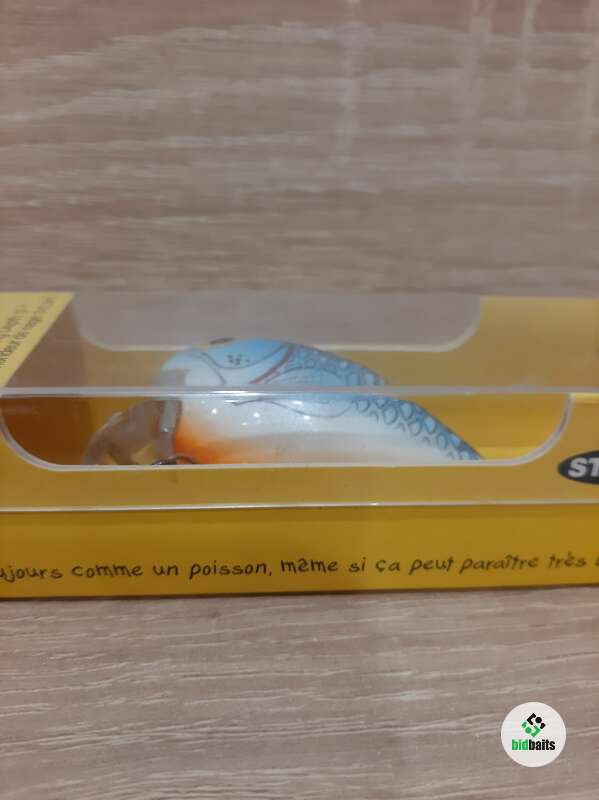 ST
ujours comme un poisson, même si ça peut paraître très
bidbaits